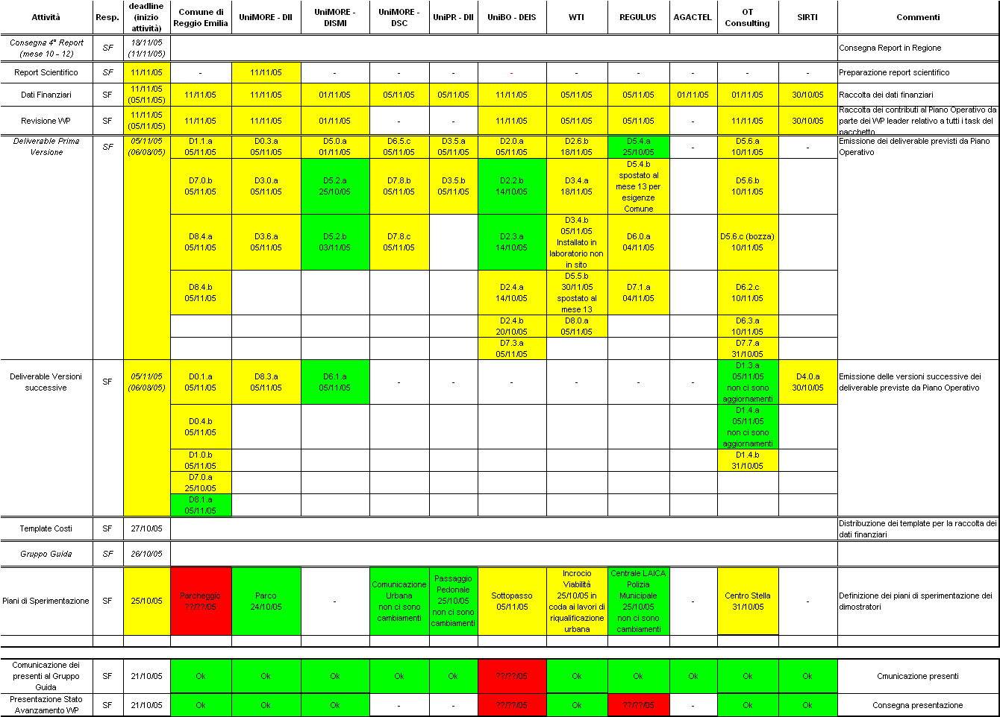 Attività Resp. deadline (inizio attività) Comune di Reggio Emilia UniMORE - DII UniMORE - DISMI UniMORE - DSC UniPR - DII UniBO - DEIS WTI REGULUS AGACTEL OT Consulting SIRTI Commenti
Consegna 4° Report (mese 10 - 12) SF 18/11/05 (11/11/05) Consegna Report in Regione
Report Scientifico SF 11/11/05 - 11/11/05 - - - - - - - - - Preparazione report scientifico
Dati Finanziari SF 11/11/05 (05/11/05) 11/11/05 11/11/05 01/11/05 05/11/05 05/11/05 11/11/05 05/11/05 05/11/05 01/11/05 01/11/05 30/10/05 Raccolta dei dati finanziari
Revisione WP SF 11/11/05 (05/11/05) 11/11/05 11/11/05 01/11/05 - - 11/11/05 05/11/05 05/11/05 - 11/11/05 30/10/05 Raccolta dei contributi al Piano Operativo da parte dei WP leader relativo a tutti i task del pacchetto
Deliverable Prima Versione SF 05/11/05 (06/08/05) D1.1.a 05/11/05 D0.3.a 05/11/05 D5.0.a 01/11/05 D6.5.c 05/11/05 D3.5.a 05/11/05 D2.0.a 05/11/05 D2.6.b 18/11/05 D5.4.a 25/10/05 - D5.6.a 10/11/05 - Emissione dei deliverable previsti da Piano Operativo
D7.0.b 05/11/05 D3.0.a 05/11/05 D5.2.a 25/10/05 D7.8.b 05/11/05 D3.5.b 05/11/05 D2.2.b 14/10/05 D3.4.a 18/11/05 D5.4.b spostato al mese 13 per esigenze Comune D5.6.b 10/11/05
D8.4.a 05/11/05 D3.6.a 05/11/05 D5.2.b 03/11/05 D7.8.c 05/11/05 D2.3.a 14/10/05 D3.4.b 05/11/05 Installato in laboratorio non in sito D6.0.a 04/11/05 D5.6.c (bozza) 10/11/05
D8.4.b 05/11/05 D2.4.a 14/10/05 D5.5.b 30/11/05 spostato al mese 13 D7.1.a 04/11/05 D6.2.c 10/11/05
D2.4.b 20/10/05 D8.0.a 05/11/05 D6.3.a 10/11/05
D7.3.a 05/11/05 D7.7.a 31/10/05
Deliverable Versioni successive SF 05/11/05 (06/08/05) D0.1.a 05/11/05 D8.3.a 05/11/05 D6.1.a 05/11/05 - - - - - - D1.3.a 05/11/05 non ci sono aggiornamenti D4.0.a 30/10/05 Emissione delle versioni successive dei deliverable previste da Piano Operativo
D0.4.b 05/11/05 D1.4.a 05/11/05 non ci sono aggiornamenti
D1.0.b 05/11/05 D1.4.b 31/10/05
D7.0.a 25/10/05
D8.1.a 05/11/05
Template Costi SF 27/10/05 Distribuzione dei template per la raccolta dei dati finanziari
Gruppo Guida SF 26/10/05
Piani di Sperimentazione SF 25/10/05 Parcheggio ??/??/05 Parco 24/10/05 - Comunicazione Urbana non ci sono cambiamenti Passaggio Pedonale 25/10/05 non ci sono cambiamenti Sottopasso 05/11/05 Incrocio Viabilità 25/10/05 in coda ai lavori di riqualificazione urbana Centrale LAICA Polizia Municipale 25/10/05 non ci sono cambiamenti - Centro Stella 31/10/05 - Definizione dei piani di sperimentazione dei dimostratori
Comunicazione dei presenti al Gruppo Guida SF 21/10/05 Ok Ok Ok Ok Ok ??/??/05 Ok Ok Ok Ok Ok Cmunicazione presenti
Presentazione Stato Avanzamento WP SF 21/10/05 Ok Ok Ok - - ??/??/05 Ok ??/??/05 - Ok Ok Consegna presentazione